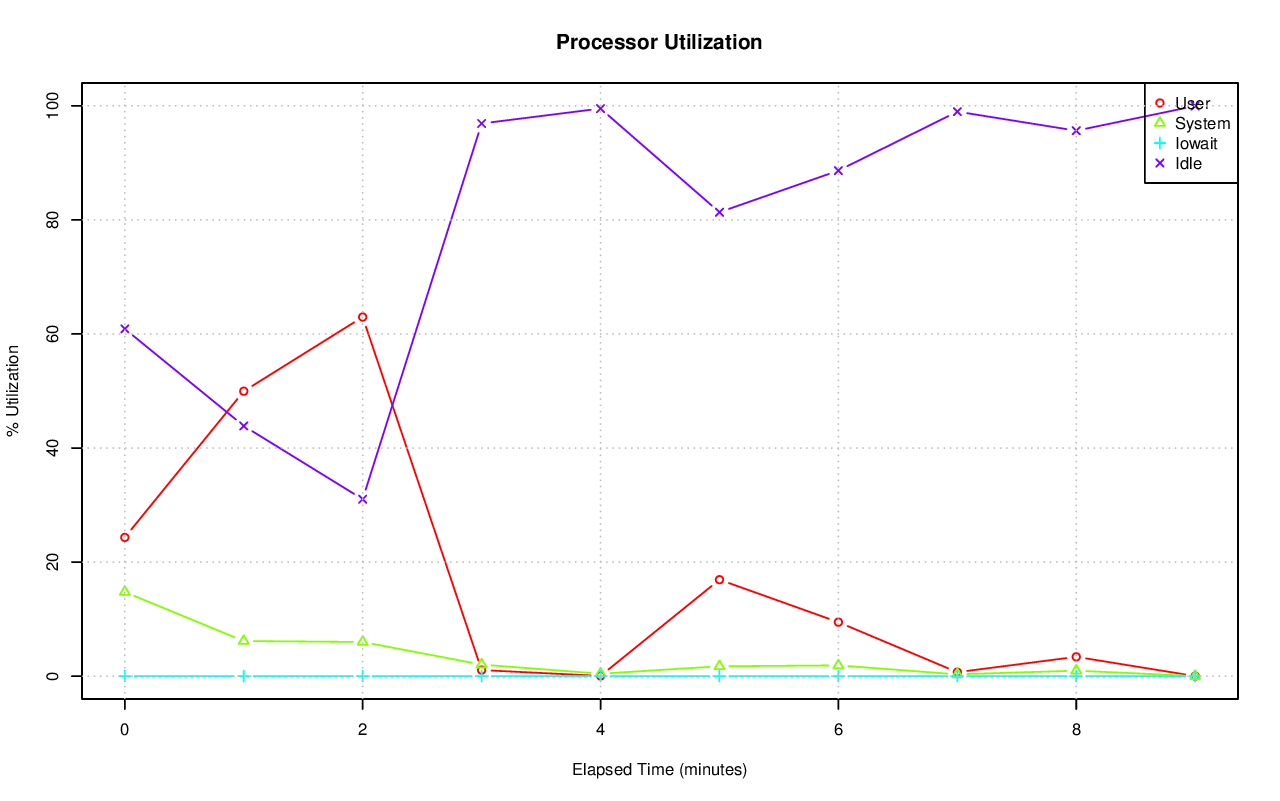 Processor Utilization
100
80
60
40
20
0
% Utilization
User
System
Iowait
Idle
0 2 4 6 8
Elapsed Time (minutes)